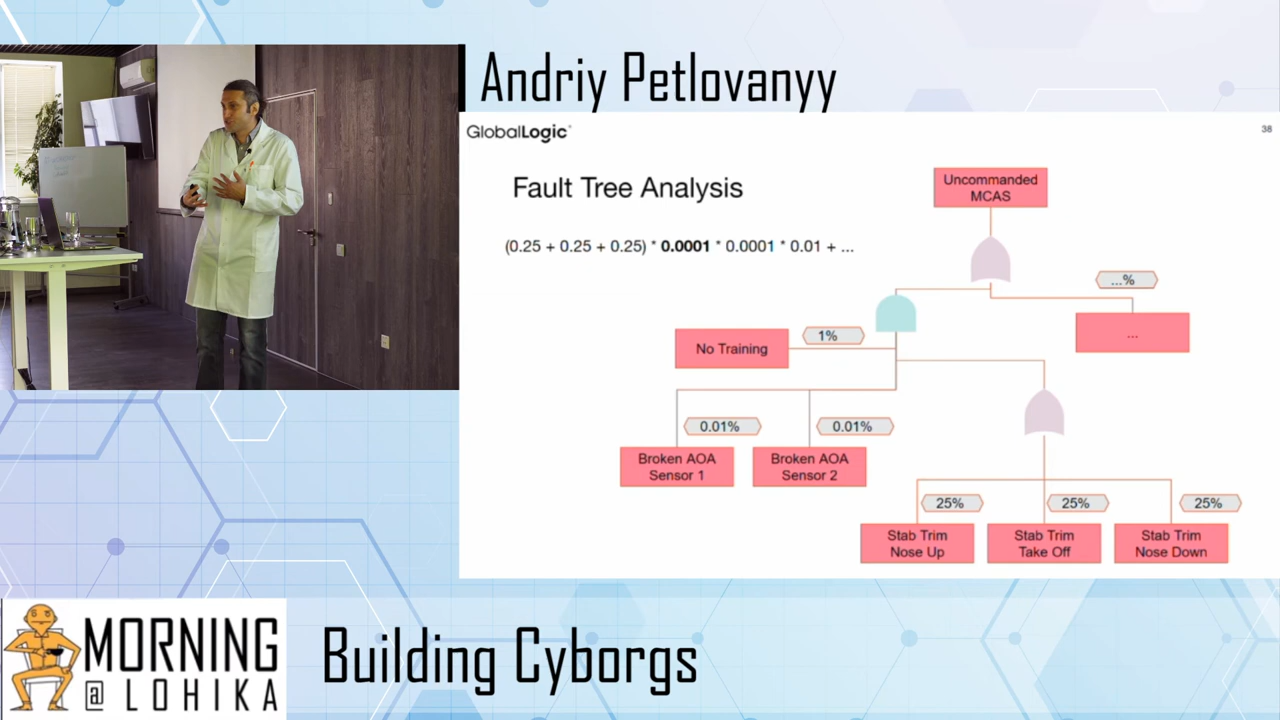 Andriy Petlovanyy
GlobalLogic
38
Fault Tree Analysis
(0.25 + 0.25 + 0.25) * 0.0001 * 0.0001 * 0.01 + ...
Uncommanded
MCAS
...%
...
1%
No Training
0.01%
0.01%
Broken AOA
Sensor 1
Broken AOA
Sensor 2
25%
25%
25%
Stab Trim
Nose Up
Stab Trim
Take Off
Stab Trim
Nose Down
MORNING
@ LOHIKA
Building Cyborgs